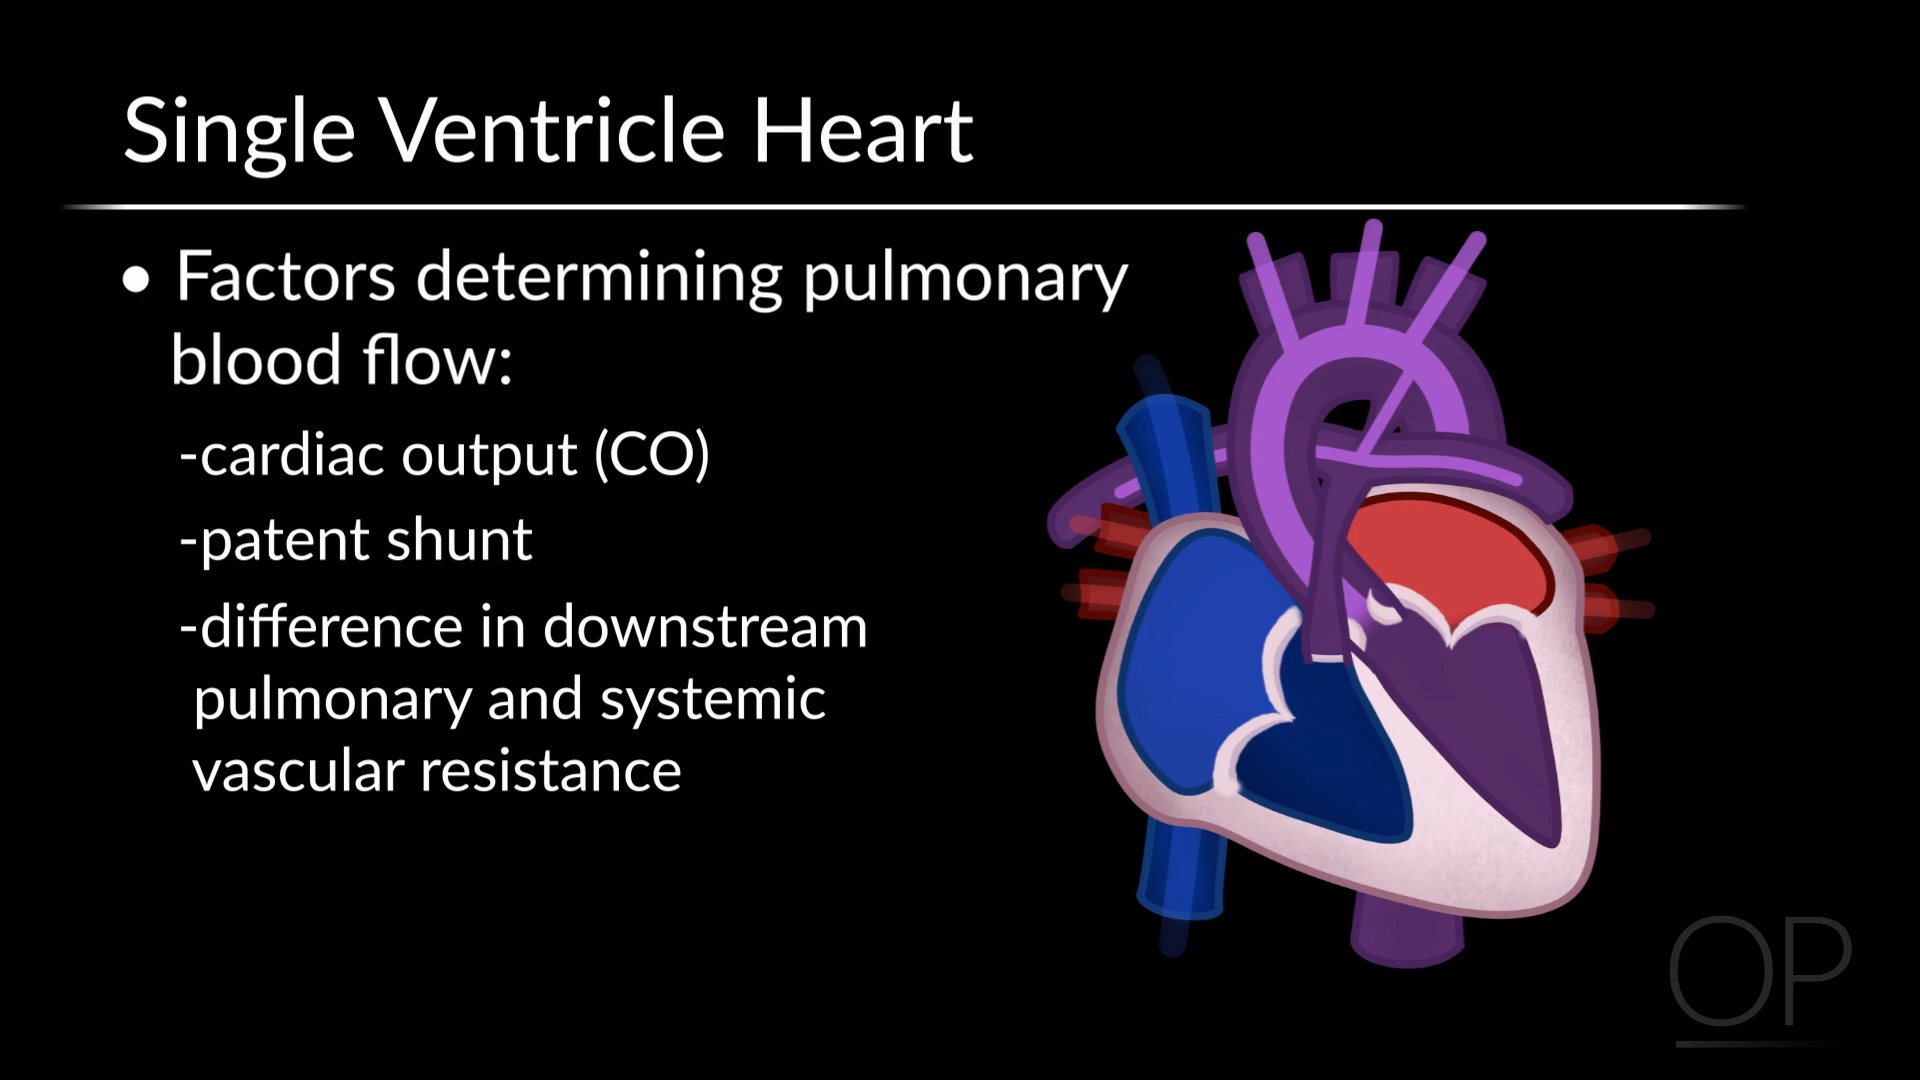 Single Ventricle Heart
• Factors determining pulmonary
blood flow:
-cardiac output (CO)
-patent shunt
-difference in downstream
pulmonary and systemic
vascular resistance
OP